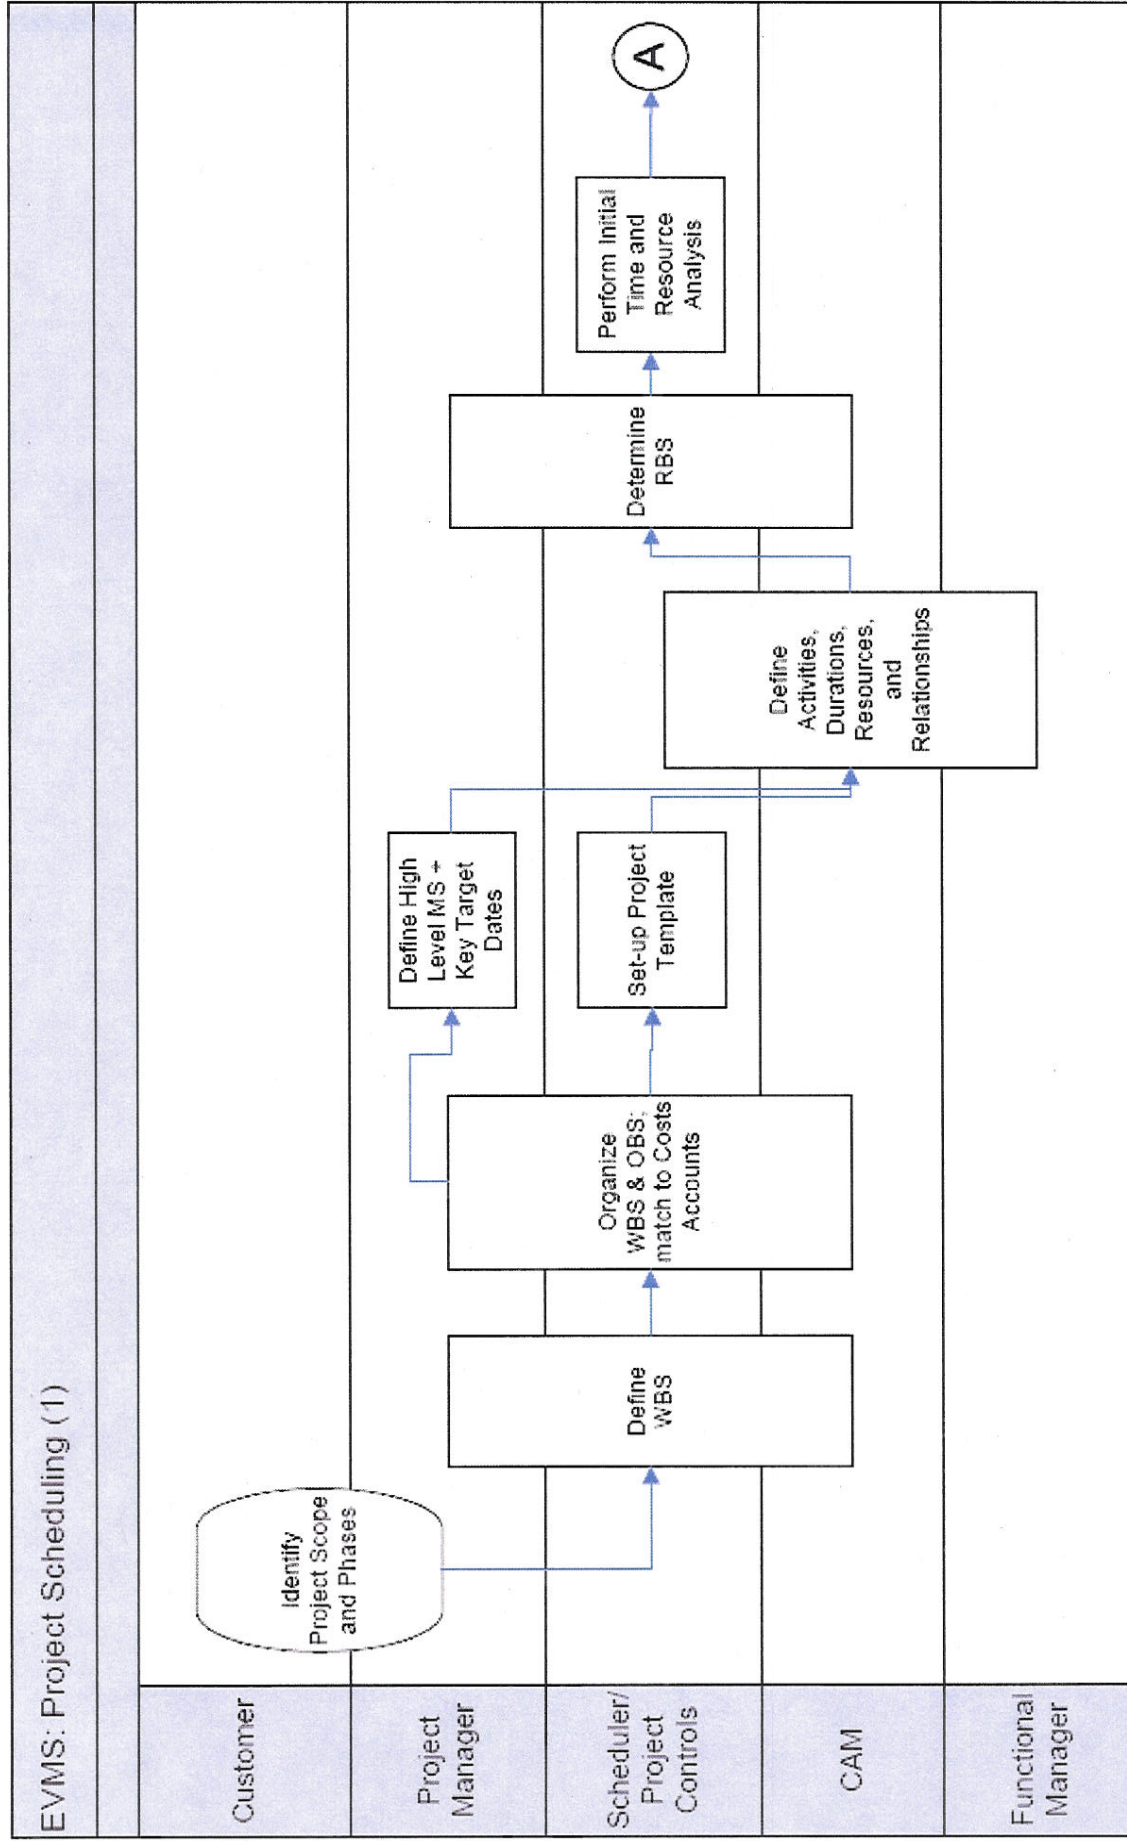 EVMS: Project Scheduling (1)
Customer
Project
Manager
Scheduler/
Project
Controls
CAM
Functional
Manager
Identify
Project Scope
and Phases
Define
WBS
Organize
WBS & OBS;
match to Costs
Accounts
Define High
Level MS +
Key Target
Dates
Set-up Project
Template
Define
Activities,
Durations,
Resources,
and
Relationships
Determine
RBS
Perform Initial
Time and
Resource
Analysis
A